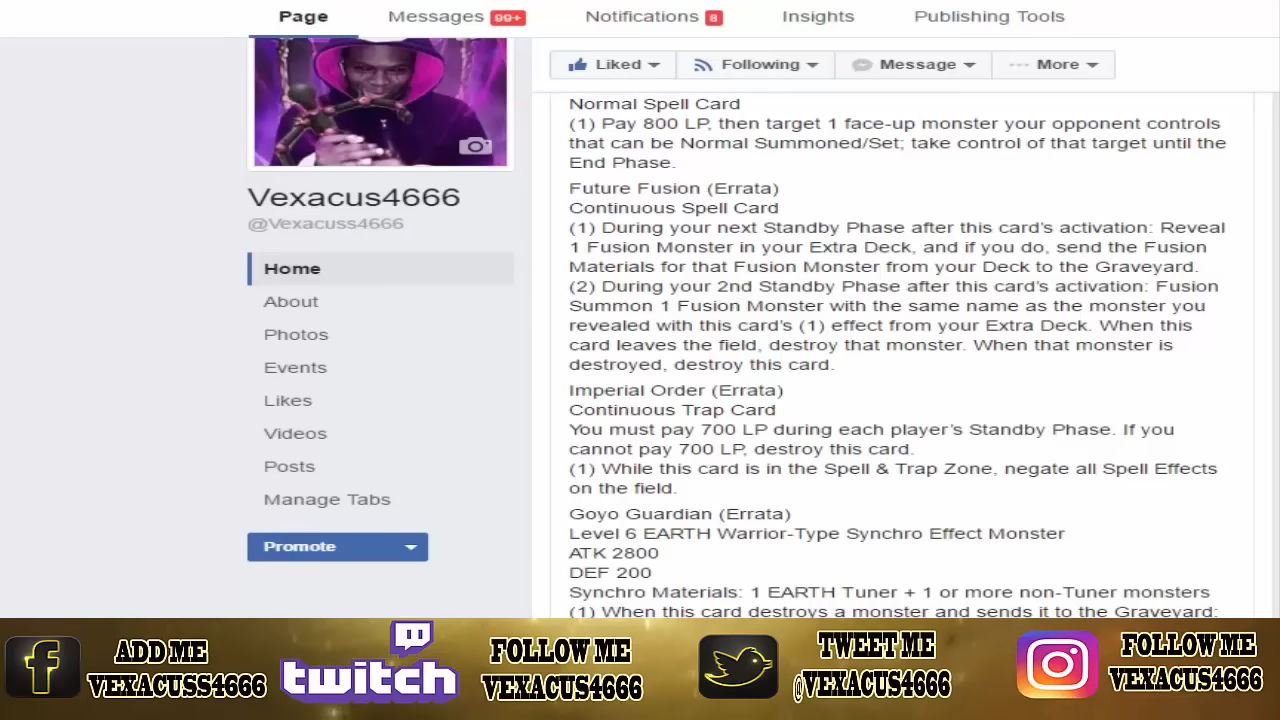 Page
Messages 99+
Notifications 8
Insights
Publishing Tools
Liked
Following
Message
More
Vexacus4666
@Vexacuss4666
Home
About
Photos
Events
Likes
Videos
Posts
Manage Tabs
Promote
Normal Spell Card
(1) Pay 800 LP, then target 1 face-up monster your opponent controls
that can be Normal Summoned/Set; take control of that target until the
End Phase.
Future Fusion (Errata)
Continuous Spell Card
(1) During your next Standby Phase after this card's activation: Reveal
1 Fusion Monster in your Extra Deck, and if you do, send the Fusion
Materials for that Fusion Monster from your Deck to the Graveyard.
(2) During your 2nd Standby Phase after this card's activation: Fusion
Summon 1 Fusion Monster with the same name as the monster you
revealed with this card's (1) effect from your Extra Deck. When this
card leaves the field, destroy that monster. When that monster is
destroyed, destroy this card.
Imperial Order (Errata)
Continuous Trap Card
You must pay 700 LP during each player's Standby Phase. If you
cannot pay 700 LP, destroy this card.
(1) While this card is in the Spell & Trap Zone, negate all Spell Effects
on the field.
Goyo Guardian (Errata)
Level 6 EARTH Warrior-Type Synchro Effect Monster
ATK 2800
DEF 200
Synchro Materials: 1 EARTH Tuner + 1 or more non-Tuner monsters
(1) When this card destroys a monster and sends it to the Graveyard:
ADD ME
VEXACUSS4666
twitch
FOLLOW ME
VEXACUS4666
TWEET ME
@VEXACUS4666
FOLLOW ME
VEXACUS4666